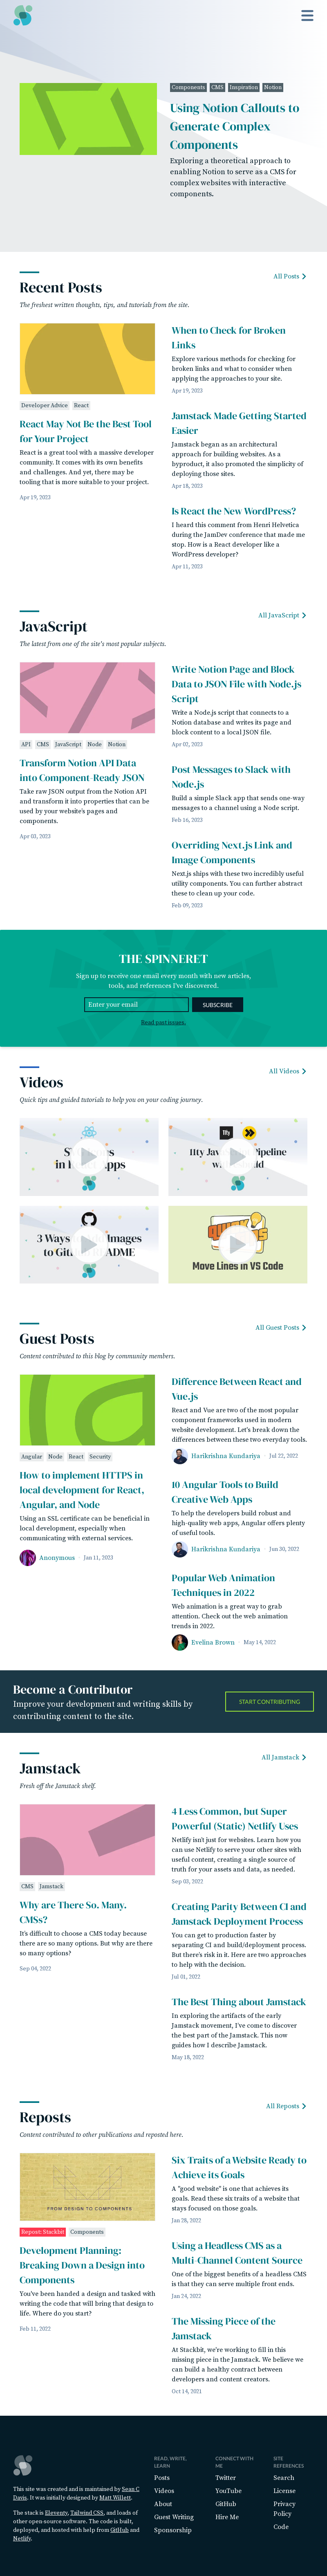 Components CMS Inspiration Notion
Using Notion Callouts to
Generate Complex
Components
Exploring a theoretical approach to
enabling Notion to serve as a CMS for
complex websites with interactive
components.
Recent Posts
All Posts
The freshest written thoughts, tips, and tutorials from the site.
Developer Advice React
React May Not Be the Best Tool
for Your Project
React is a great tool with a massive developer
community. It comes with its own benefits
and challenges. And yet, there may be
tooling that is more suitable to your project.
Apr 19, 2023
When to Check for Broken
Links
Explore various methods for checking for
broken links and what to consider when
applying the approaches to your site.
Apr 19, 2023
Jamstack Made Getting Started
Easier
Jamstack began as an architectural
approach for building websites. As a
byproduct, it also promoted the simplicity of
deploying those sites.
Apr 18, 2023
Is React the New WordPress?
I heard this comment from Henri Helvetica
during the JamDev conference that made me
stop. How is a React developer like a
WordPress developer?
Apr 11, 2023
JavaScript
All JavaScript
The latest from one of the site's most popular subjects.
API CMS JavaScript Node Notion
Transform Notion API Data
into Component-Ready JSON
Take raw JSON output from the Notion API
and transform it into properties that can be
used by your website's pages and
components.
Apr 03, 2023
Write Notion Page and Block
Data to JSON File with Node.js
Script
Write a Node.js script that connects to a
Notion database and writes its page and
block content to a local JSON file.
Apr 03, 2023
Post Messages to Slack with
Node.js
Build a simple Slack app that sends one-way
messages to a channel using a Node script.
Feb 16, 2023
Overriding Next.js Link and
Image Components
Next.js ships with these two incredibly useful
utility components. You can further abstract
these to clean up your code.
Feb 09, 2023
THE SPINNERET
Sign up to receive one email every month with new articles,
tools, and references I've discovered.
Enter your email
SUBSCRIBE
Read past issues.
Videos
All Videos
Quick tips and guided tutorials to help you on your coding journey.
in apps
11ty
11ty Jav Pipeline
3 Ways Images
to Git ADME
Move Lines in VS Code
Guest Posts
All Guest Posts
Content contributed to this blog by community members.
Angular Node React Security
How to implement HTTPS in
local development for React,
Angular, and Node
Using an SSL certificate can be beneficial in
local development, especially when
communicating with external services.
Anonymous · Jan 11, 2023
Difference Between React and
Vue.js
React and Vue are two of the most popular
component frameworks used in modern
website development. Let's break down the
differences between these two everyday tools.
Harikrishna Kundariya · Jul 22, 2022
10 Angular Tools to Build
Creative Web Apps
To help the developers build robust and
high-quality web apps, Angular offers plenty
of useful tools.
Harikrishna Kundariya · Jun 30, 2022
Popular Web Animation
Techniques in 2022
Web animation is a great way to grab
attention. Check out the web animation
trends in 2022.
Evelina Brown · May 14, 2022
Become a Contributor
Improve your development and writing skills by
contributing content to the site.
START CONTRIBUTING
Jamstack
All Jamstack
Fresh off the Jamstack shelf.
CMS Jamstack
Why are There So. Many.
CMSs?
It's difficult to choose a CMS today because
there are so many options. But why are there
so many options?
Sep 04, 2022
4 Less Common, but Super
Powerful (Static) Netlify Uses
Netlify isn't just for websites. Learn how you
can use Netlify to serve your other sites with
useful content, creating a single source of
truth for your assets and data, as needed.
Sep 03, 2022
Creating Parity Between CI and
Jamstack Deployment Process
You can get to production faster by
separating CI and build/deployment process.
But there's risk in it. Here are two approaches
to help with the decision.
Jul 01, 2022
The Best Thing about Jamstack
In exploring the artifacts of the early
Jamstack movement, I've come to discover
the best part of the Jamstack. This now
guides how I describe Jamstack.
May 18, 2022
Reposts
All Reposts
Content contributed to other publications and reposted here.
FROM DESIGN TO COMPONENTS
Repost: Stackbit Components
Development Planning:
Breaking Down a Design into
Components
You've been handed a design and tasked with
writing the code that will bring that design to
life. Where do you start?
Feb 11, 2022
Six Traits of a Website Ready to
Achieve its Goals
A "good website" is one that achieves its
goals. Read these six traits of a website that
stays focused on those goals.
Jan 28, 2022
Using a Headless CMS as a
Multi-Channel Content Source
One of the biggest benefits of a headless CMS
is that they can serve multiple front ends.
Jan 24, 2022
The Missing Piece of the
Jamstack
At Stackbit, we're working to fill in this
missing piece in the Jamstack. We believe we
can build a healthy contract between
developers and content creators.
Oct 14, 2021
This site was created and is maintained by Sean C
Davis. It was initially designed by Matt Willett.
The stack is Eleventy, Tailwind CSS, and loads of
other open-source software. The code is built,
deployed, and hosted with help from GitHub and
Netlify.
READ, WRITE,
LEARN
Posts
Videos
About
Guest Writing
Sponsorship
CONNECT WITH
ME
Twitter
YouTube
GitHub
Hire Me
SITE
REFERENCES
Search
License
Privacy
Policy
Code